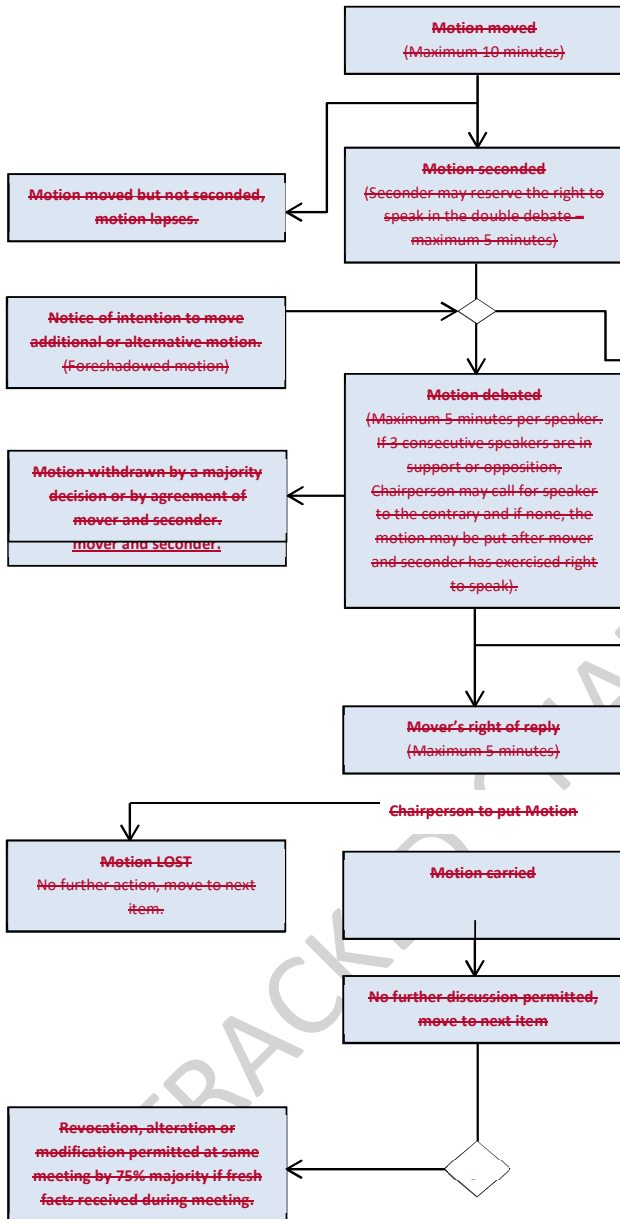 Motion moved
(Maximum 10 minutes)
Motion seconded
(Seconder may reserve the right to
speak in the double debate –
maximum 5 minutes)
Motion moved but not seconded,
motion lapses.
Notice of intention to move
additional or alternative motion.
(Foreshadowed motion)
Motion debated
(Maximum 5 minutes per speaker.
If 3 consecutive speakers are in
support or opposition,
Chairperson may call for speaker
to the contrary and if none, the
motion may be put after mover
and seconder has exercised right
to speak).
Motion withdrawn by a majority
decision or by agreement of
mover and seconder.
mover and seconder.
Mover's right of reply
(Maximum 5 minutes)
Chairperson to put Motion
Motion LOST
No further action, move to next
item.
Motion carried
No further discussion permitted,
move to next item
Revocation, alteration or
modification permitted at same
meeting by 75% majority if fresh
facts received during meeting.